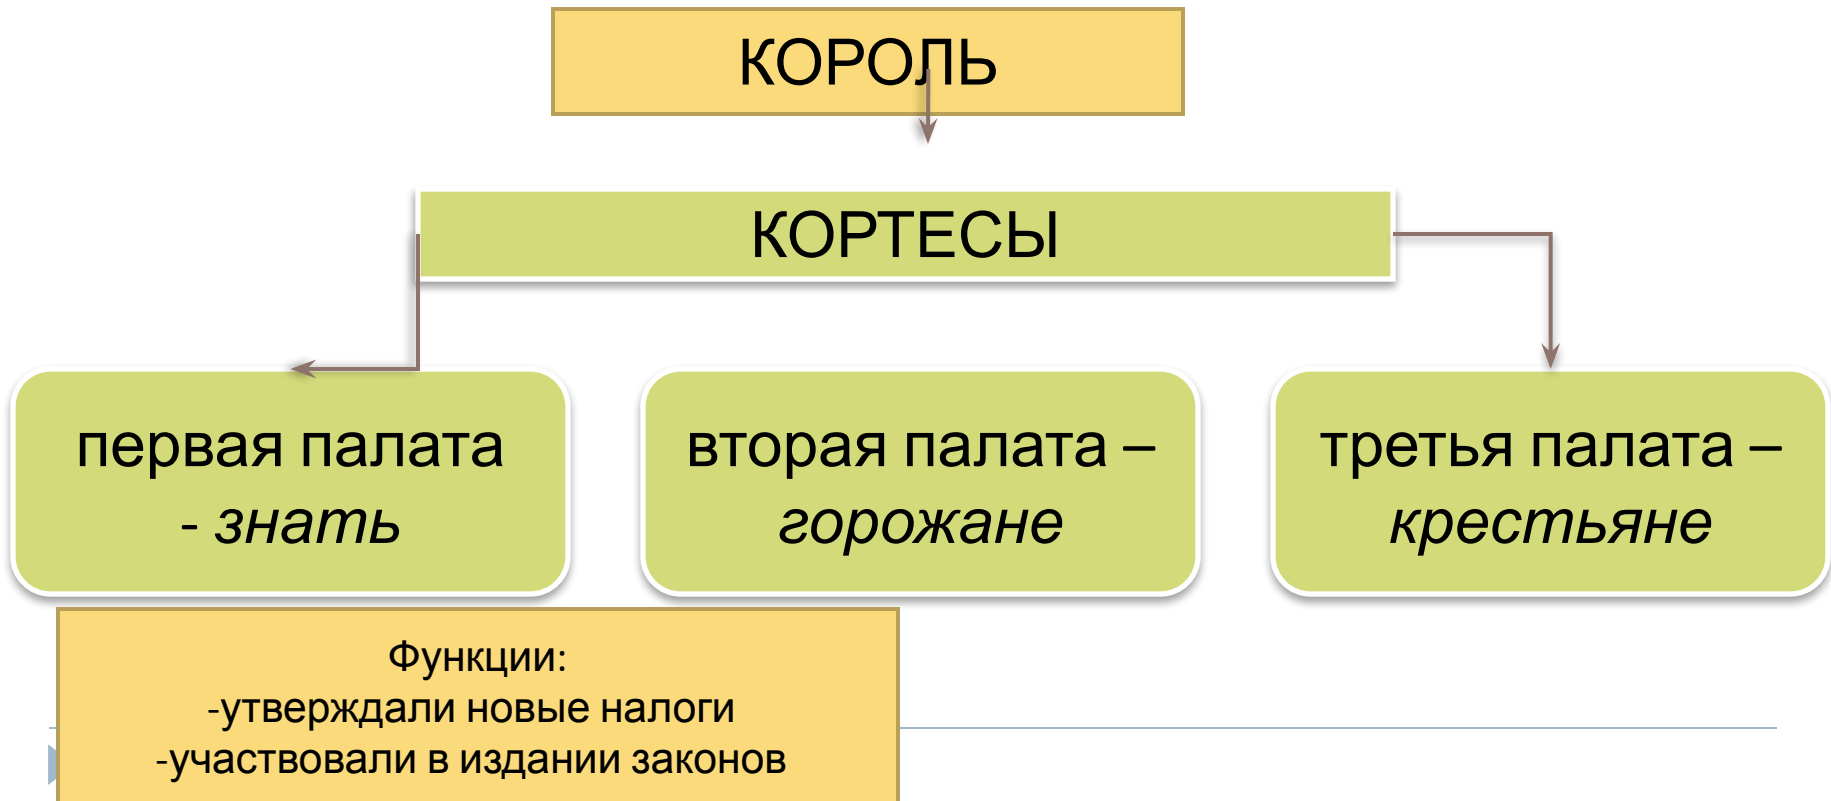 КОРОЛЬ
КОРТЕСЫ
первая палата
- знать
вторая палата –
горожане
третья палата –
крестьяне
Функции:
-утверждали новые налоги
-участвовали в издании законов